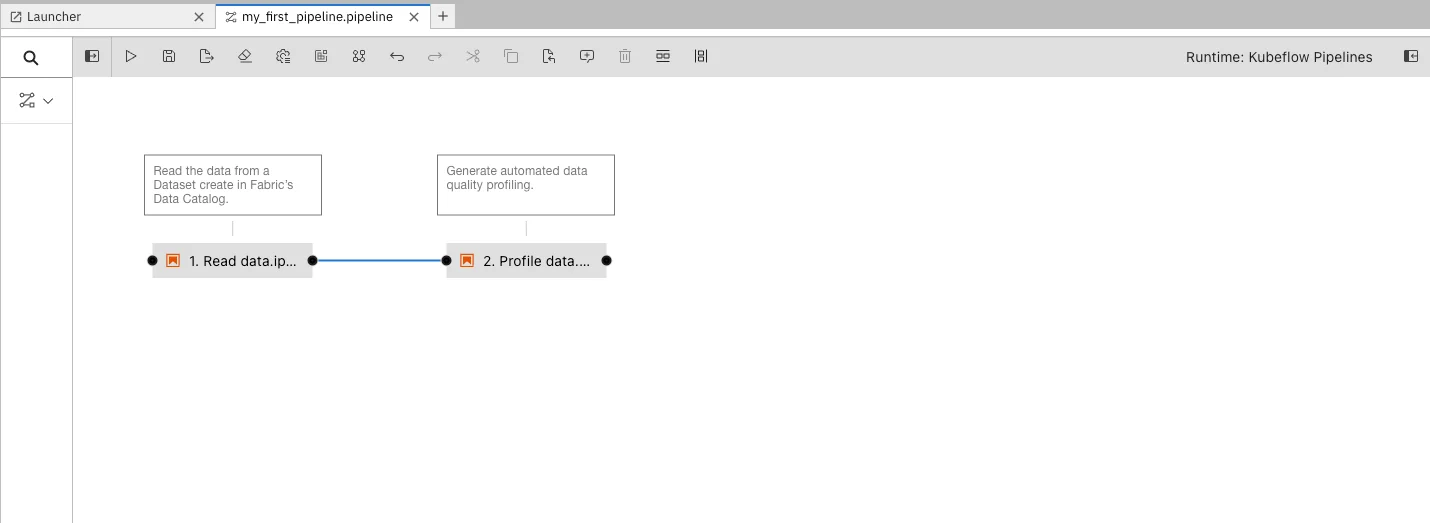 Launcher
my_first_pipeline.pipeline
Runtime: Kubeflow Pipelines
Read the data from a
Dataset create in Fabric's
Data Catalog.
Generate automated data
quality profiling.
1. Read data.ip...
2. Profile data....